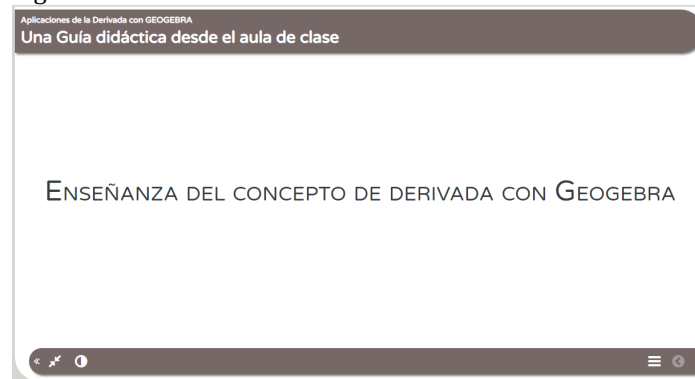 Aplicaciones de la Derivada con GEOGEBRA
Una Guía didáctica desde el aula de clase
Enseñanza del concepto de derivada con Geogebra